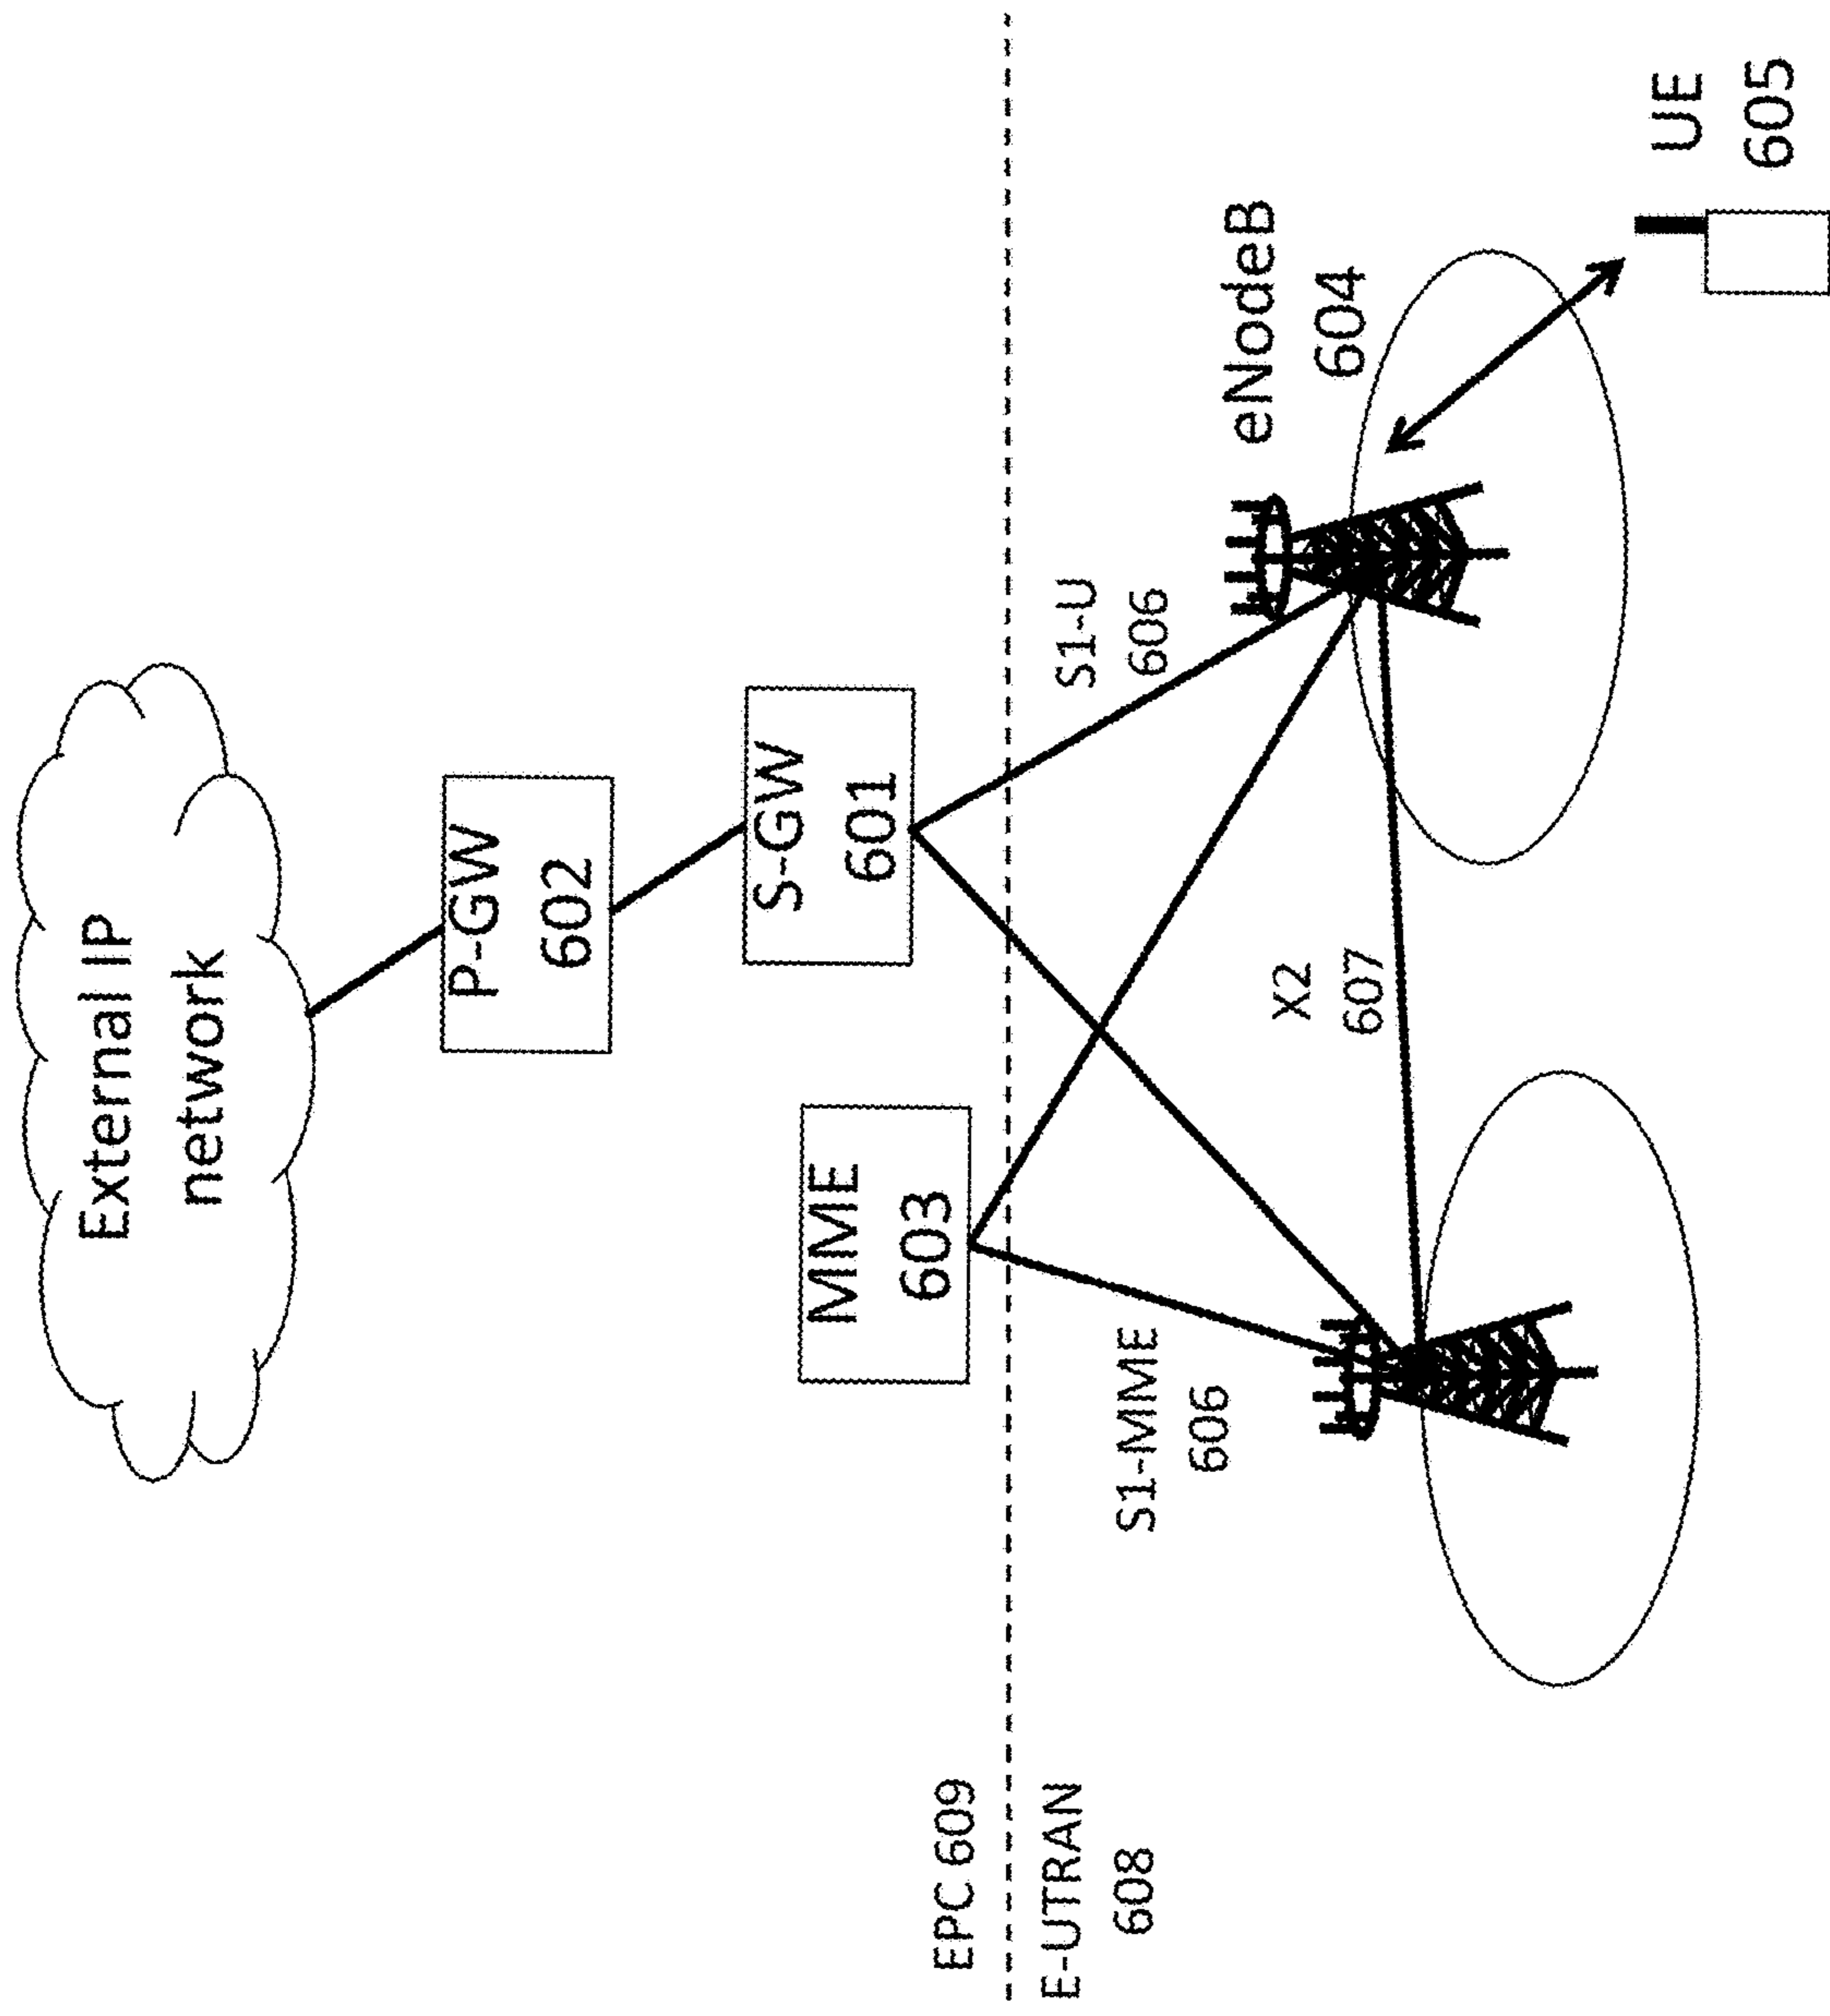 External IP
network
P-GW
602
S-GW
601
MME
603
EPC 609
E-UTRAN
608
S1-MME
606
S1-U
606
X2
607
eNodeB
604
UE
605